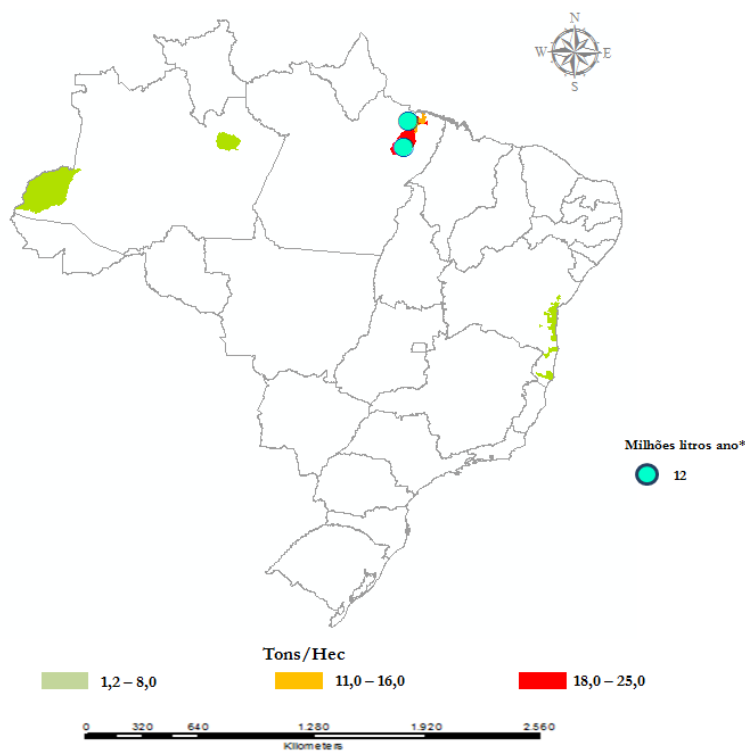 N
W E
S
Milhões litros ano*
12
Tons/Hec
1,2 – 8,0 11,0 – 16,0 18,0 – 25,0
0 320 640 1.280 1.920 2.560
Kilometers